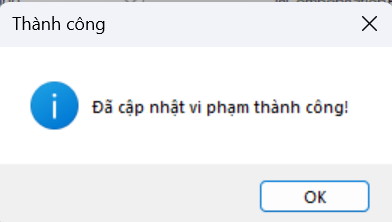 Thành công
Đã cập nhật vi phạm thành công!
OK